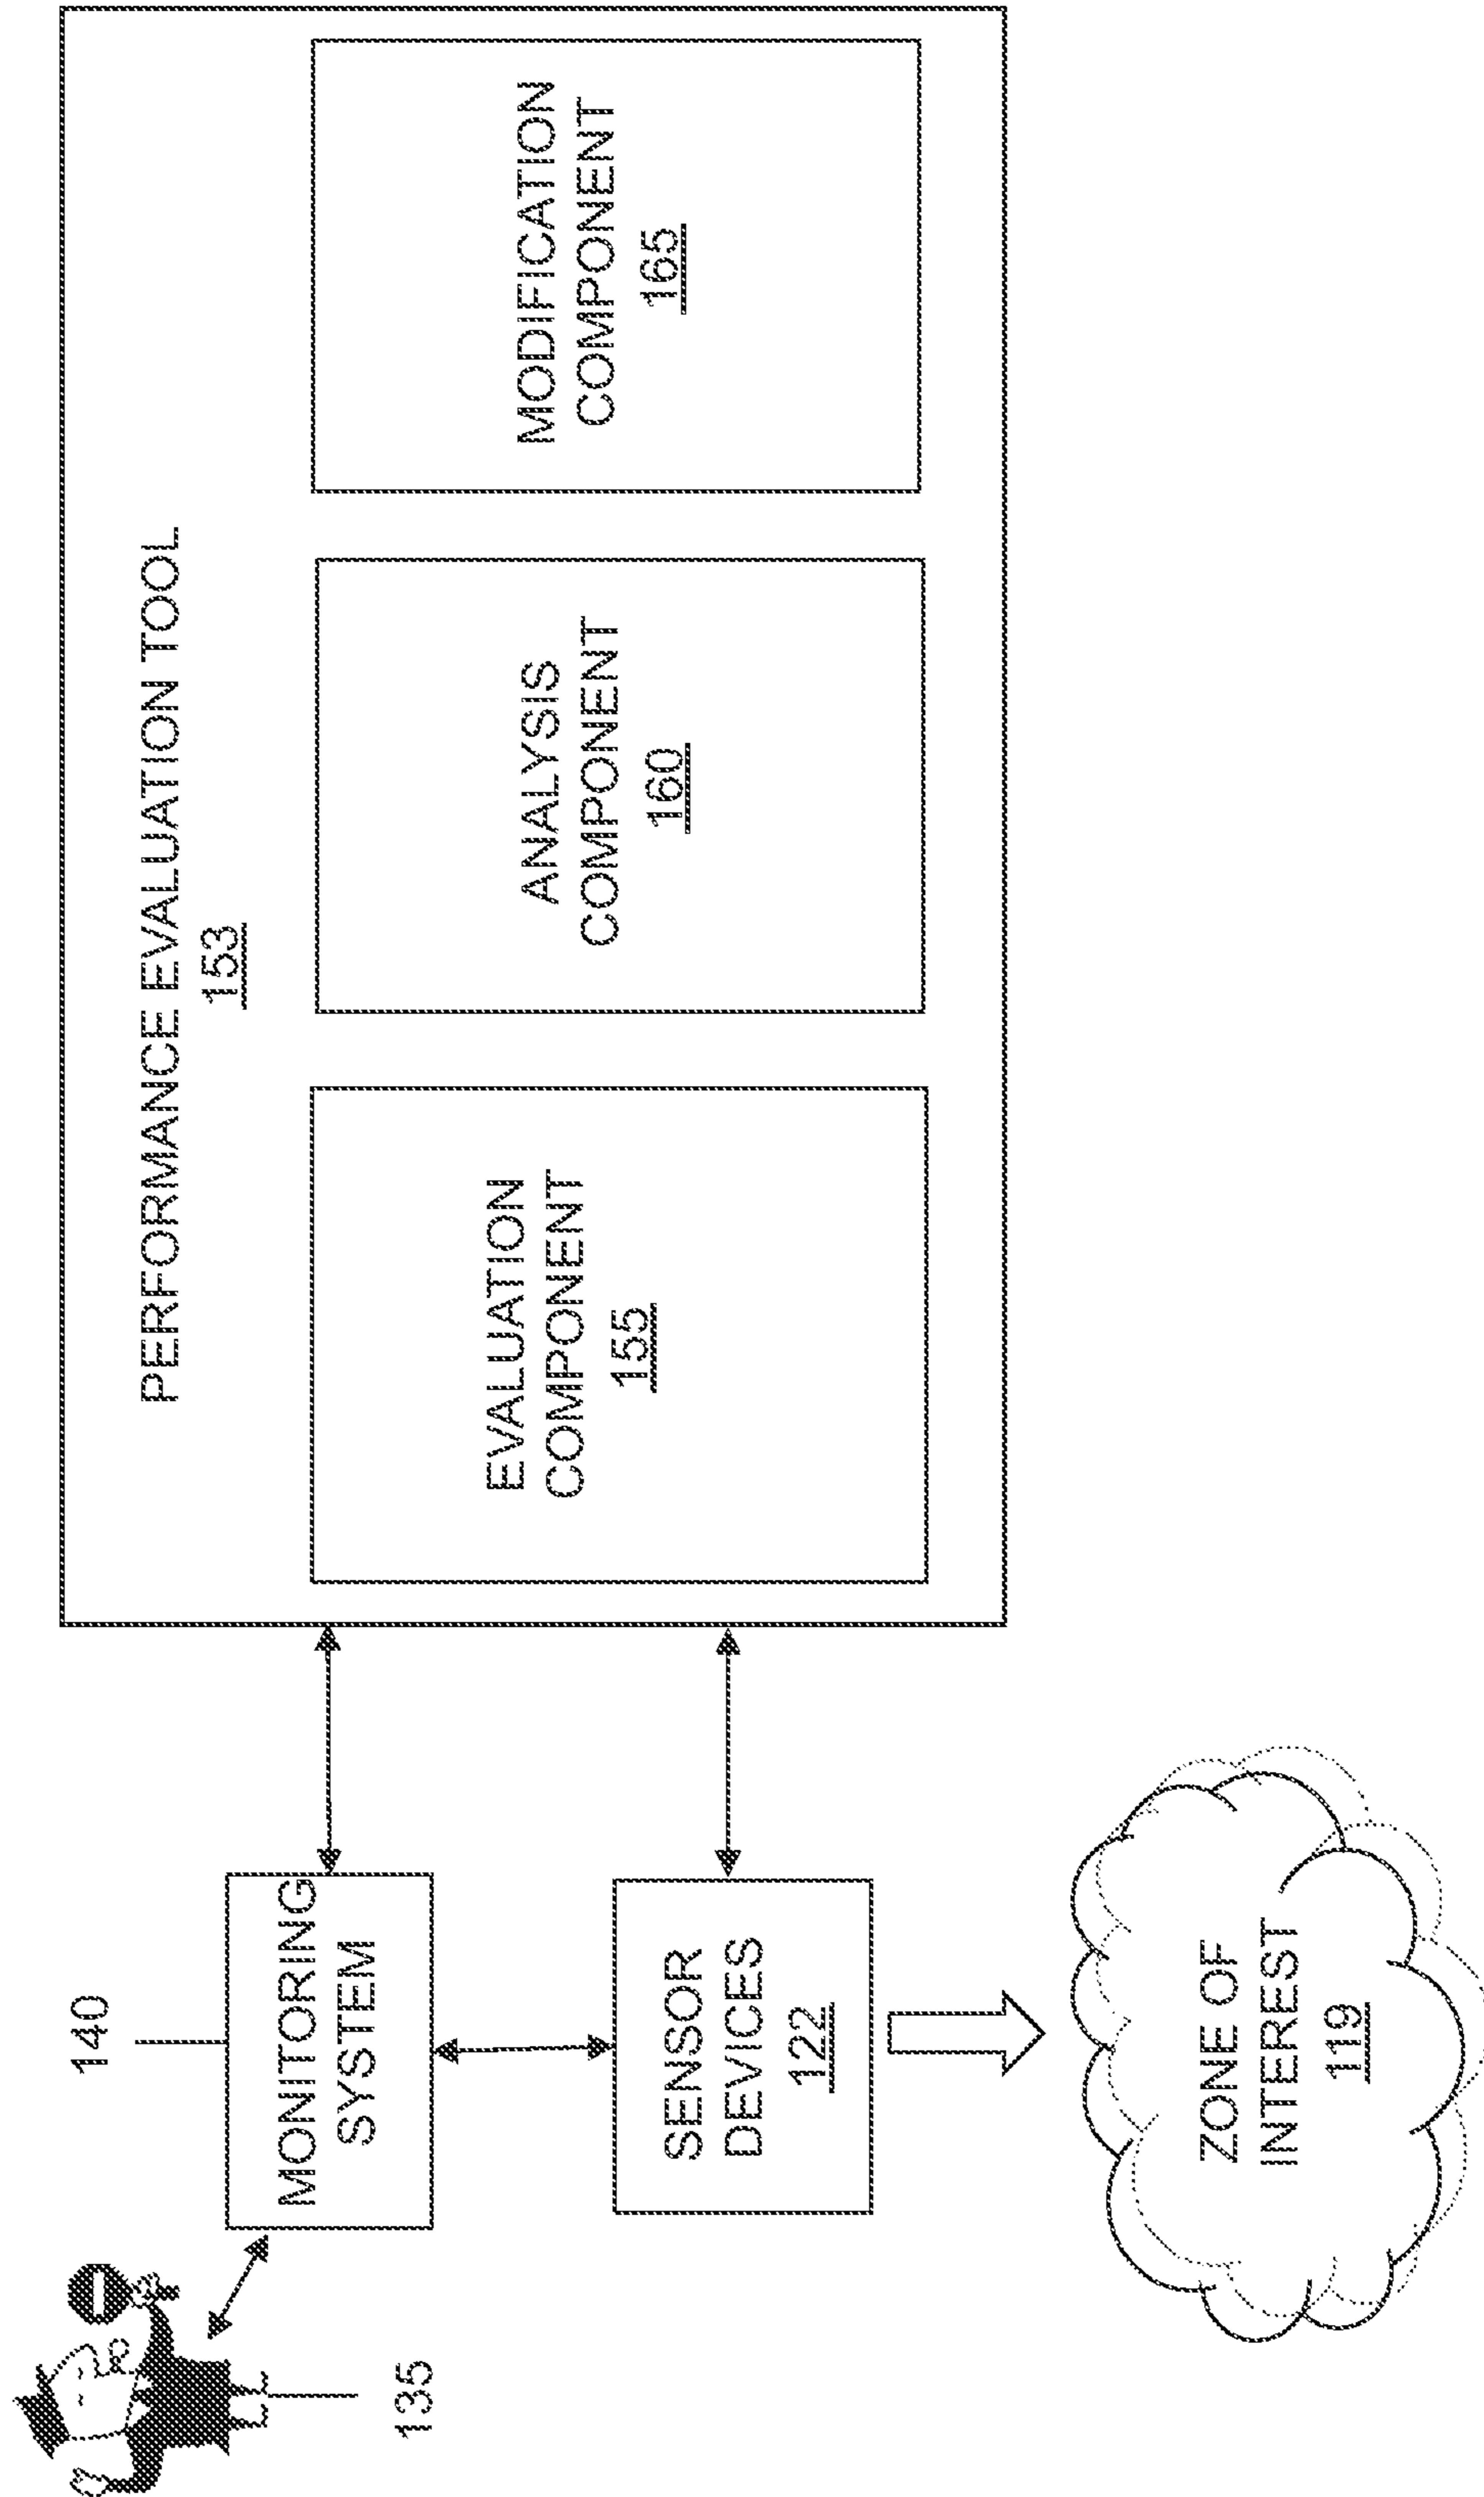 PERFORMANCE EVALUATION TOOL
153
EVALUATION
COMPONENT
155
ANALYSIS
COMPONENT
160
MODIFICATION
COMPONENT
165
140
MONITORING
SYSTEM
135
SENSOR
DEVICES
122
ZONE OF
INTEREST
119